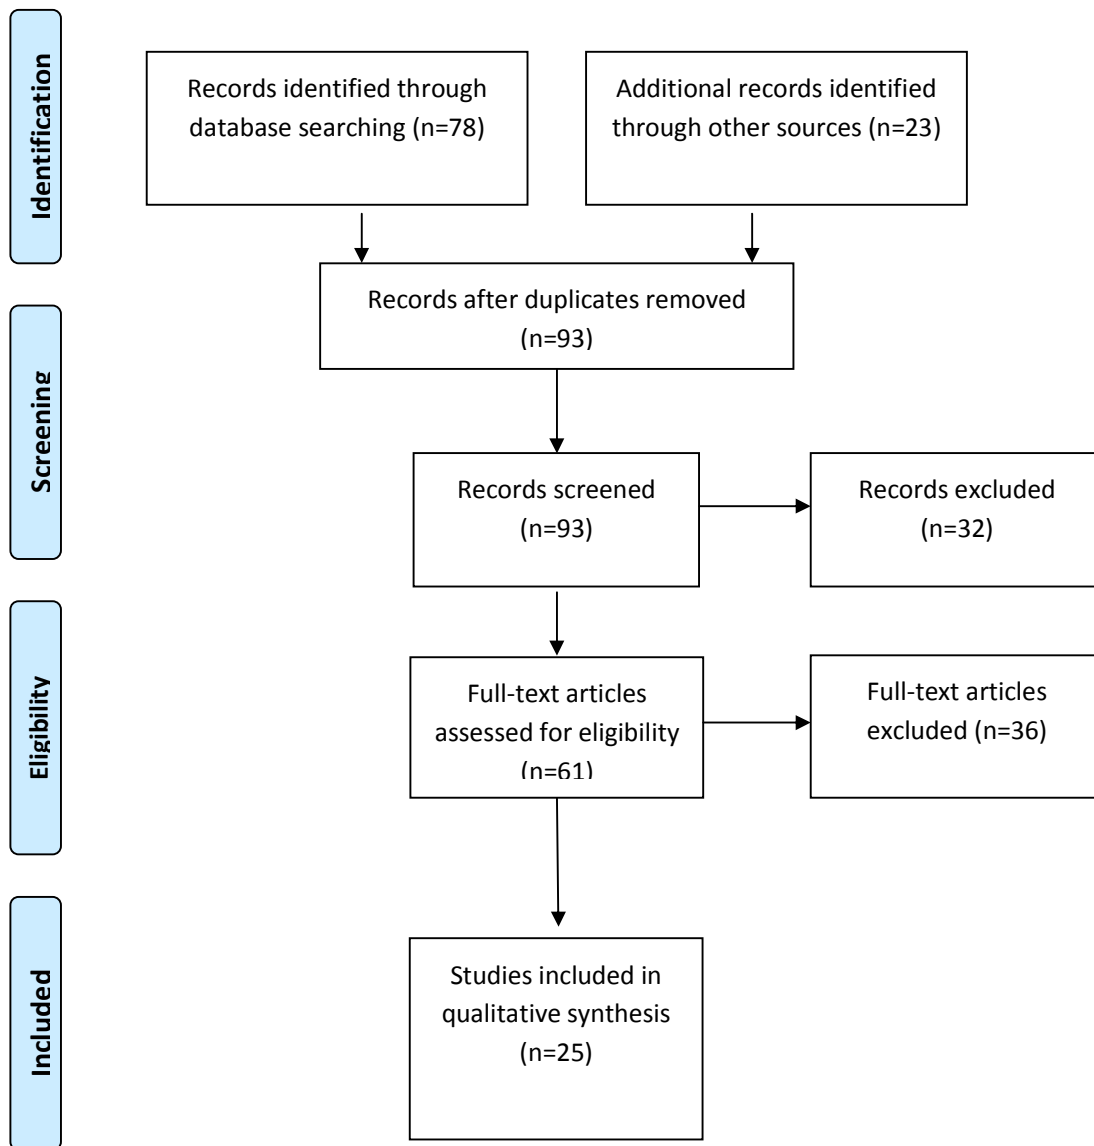 Identification
Records identified through
database searching (n=78)
Additional records identified
through other sources (n=23)
Records after duplicates removed
(n=93)
Screening
Records screened
(n=93)
Records excluded
(n=32)
Eligibility
Full-text articles
assessed for eligibility
(n=61)
Full-text articles
excluded (n=36)
Included
Studies included in
qualitative synthesis
(n=25)